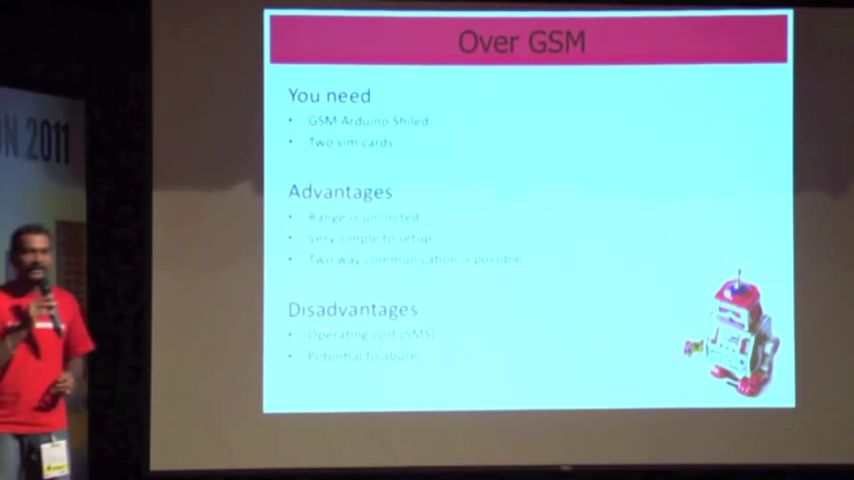 Over GSM
You need
• GSM Arduino Shiled
• Two sim cards
Advantages
• Range is unlimited
• Very simple to setup
• Two way communication is possible
Disadvantages
• Operating cost (SMS)
• Potential to abuse
N 2011